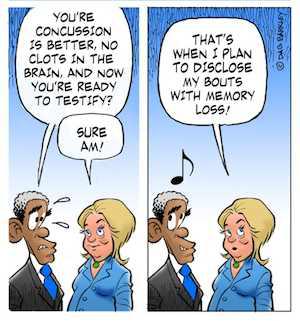 YOU'RE
CONCUSSION
IS BETTER, NO
CLOTS IN THE
BRAIN, AND NOW
YOU'RE READY
TO TESTIFY?
SURE
AM!
THAT'S
WHEN I PLAN
TO DISCLOSE
MY BOUTS
WITH MEMORY
LOSS!